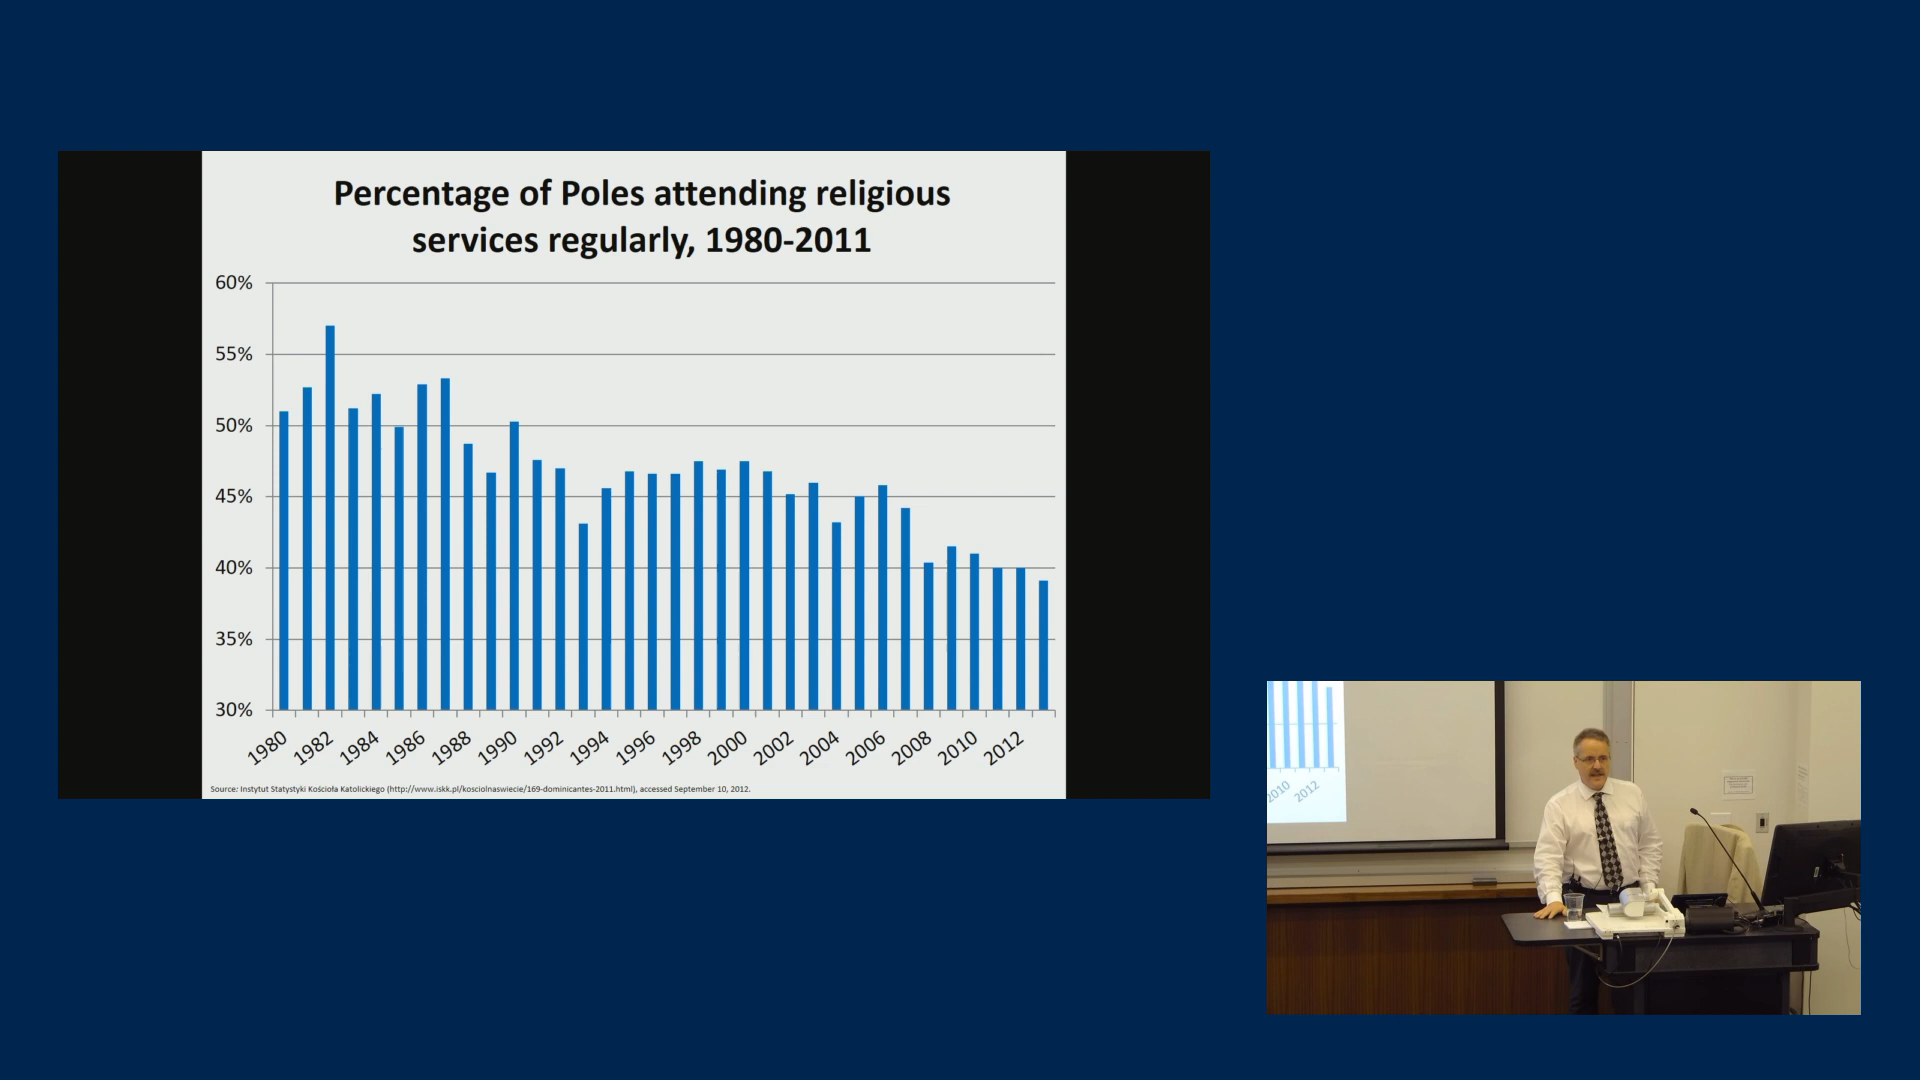 Percentage of Poles attending religious
services regularly, 1980-2011
60%
55%
50%
45%
40%
35%
30%
1980 1982 1984 1986 1988 1990 1992 1994 1996 1998 2000 2002 2004 2006 2008 2010 2012
Source: Instytut Statystyki Kościoła Katolickiego (http://www.iskk.pl/kosciolnaswiecie/169-dominicantes-2011.html), accessed September 10, 2012.
2010 2012